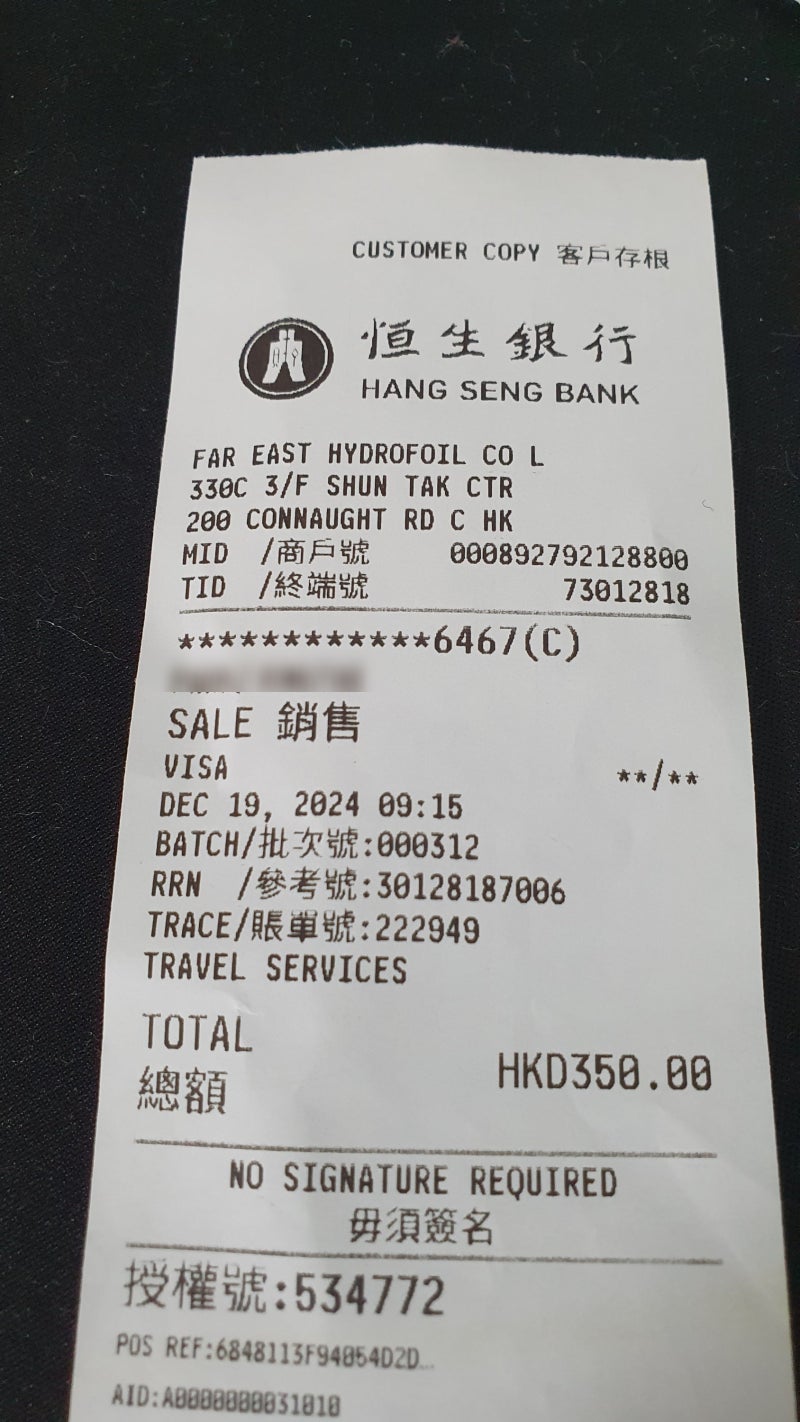 CUSTOMER COPY 客戶存根
恒生銀行
HANG SENG BANK
FAR EAST HYDROFOIL CO L
330C 3/F SHUN TAK CTR
200 CONNAUGHT RD C HK
MID /商戶號 000892792128800
TID /終端號 73012818
************6467(C)
SALE 銷售
VISA **/**
DEC 19, 2024 09:15
BATCH/批次號:000312
RRN /參考號:30128187006
TRACE/賬單號:222949
TRAVEL SERVICES
TOTAL
總額 HKD350.00
NO SIGNATURE REQUIRED
毋須簽名
授權號:534772
POS REF:6848113F94054D2D...
AID:A0000000031010